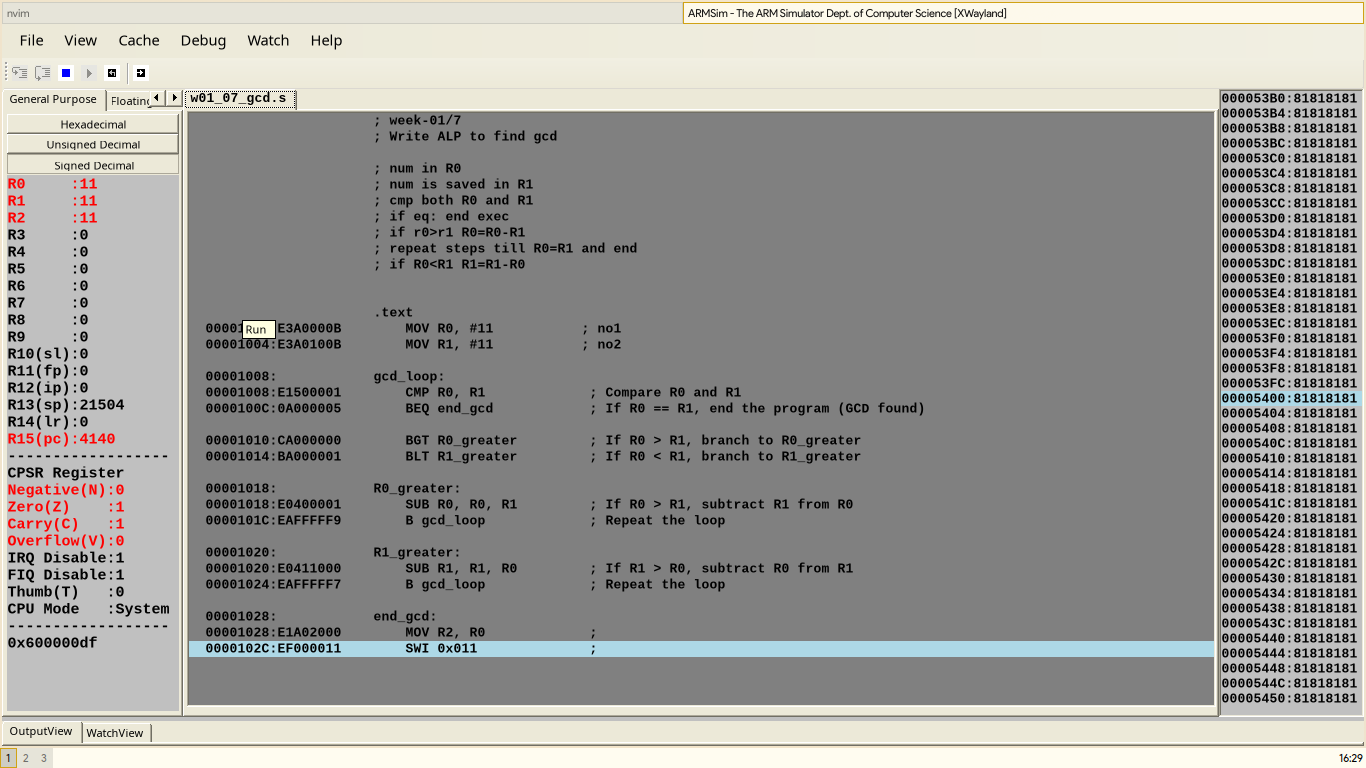 nvim
ARMSim - The ARM Simulator Dept. of Computer Science [XWayland]
File View Cache Debug Watch Help
General Purpose
Floating
w01_07_gcd.s
Hexadecimal
Unsigned Decimal
Signed Decimal
R0 :11
R1 :11
R2 :11
R3 :0
R4 :0
R5 :0
R6 :0
R7 :0
R8 :0
R9 :0
R10(sl):0
R11(fp):0
R12(ip):0
R13(sp):21504
R14(lr):0
R15(pc):4140
------------------
CPSR Register
Negative(N):0
Zero(Z) :1
Carry(C) :1
Overflow(V):0
IRQ Disable:1
FIQ Disable:1
Thumb(T) :0
CPU Mode :System
------------------
0x600000df
; week-01/7
; Write ALP to find gcd
; num in R0
; num is saved in R1
; cmp both R0 and R1
; if eq: end exec
; if r0>r1 R0=R0-R1
; repeat steps till R0=R1 and end
; if R0<R1 R1=R1-R0
.text
Run
E3A0000B MOV R0, #11 ; no1
00001004:E3A0100B MOV R1, #11 ; no2
00001008: gcd_loop:
00001008:E1500001 CMP R0, R1 ; Compare R0 and R1
0000100C:0A000005 BEQ end_gcd ; If R0 == R1, end the program (GCD found)
00001010:CA000000 BGT R0_greater ; If R0 > R1, branch to R0_greater
00001014:BA000001 BLT R1_greater ; If R0 < R1, branch to R1_greater
00001018: R0_greater:
00001018:E0400001 SUB R0, R0, R1 ; If R0 > R1, subtract R1 from R0
0000101C:EAFFFFF9 B gcd_loop ; Repeat the loop
00001020: R1_greater:
00001020:E0411000 SUB R1, R1, R0 ; If R1 > R0, subtract R0 from R1
00001024:EAFFFFF7 B gcd_loop ; Repeat the loop
00001028: end_gcd:
00001028:E1A02000 MOV R2, R0 ;
0000102C:EF000011 SWI 0x011 ;
000053B0:81818181
000053B4:81818181
000053B8:81818181
000053BC:81818181
000053C0:81818181
000053C4:81818181
000053C8:81818181
000053CC:81818181
000053D0:81818181
000053D4:81818181
000053D8:81818181
000053DC:81818181
000053E0:81818181
000053E4:81818181
000053E8:81818181
000053EC:81818181
000053F0:81818181
000053F4:81818181
000053F8:81818181
000053FC:81818181
00005400:81818181
00005404:81818181
00005408:81818181
0000540C:81818181
00005410:81818181
00005414:81818181
00005418:81818181
0000541C:81818181
00005420:81818181
00005424:81818181
00005428:81818181
0000542C:81818181
00005430:81818181
00005434:81818181
00005438:81818181
0000543C:81818181
00005440:81818181
00005444:81818181
00005448:81818181
0000544C:81818181
00005450:81818181
OutputView
WatchView
1 2 3
16:29